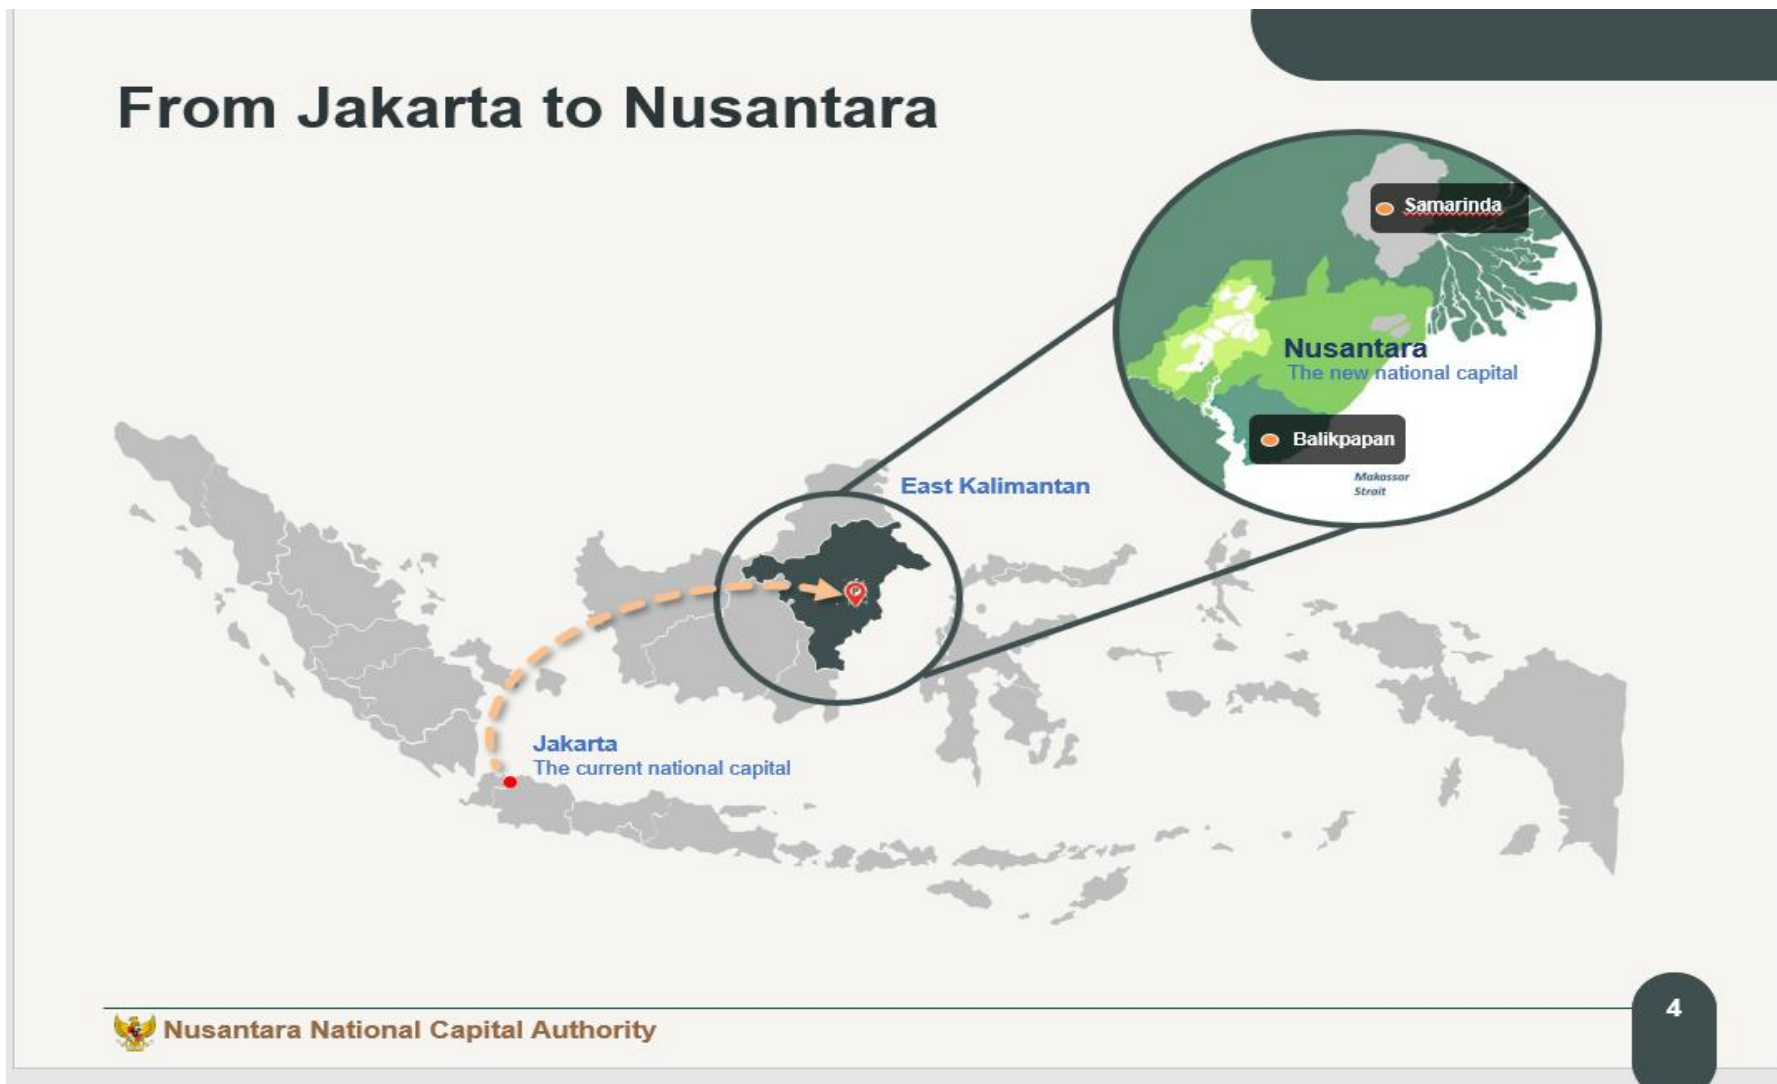 From Jakarta to Nusantara
Samarinda
Nusantara
The new national capital
Balikpapan
Makassar
Strait
East Kalimantan
Jakarta
The current national capital
Nusantara National Capital Authority
4